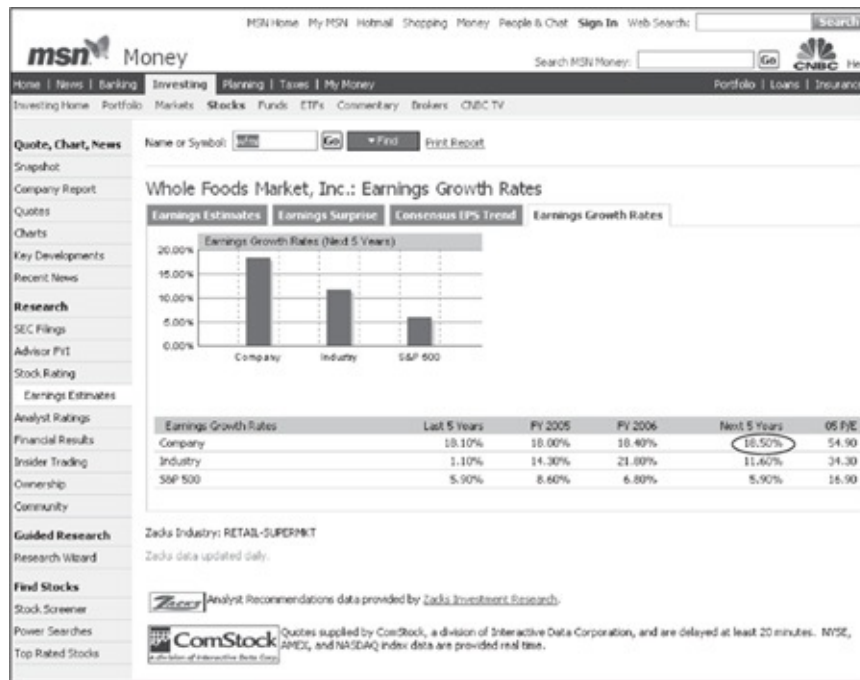 MSN Home My MSN Hotmail Shopping Money People & Chat Sign In Web Search: Search
msn Money
Search MSN Money: Go CNBC He
Home | News | Banking Investing Planning | Taxes | My Money Portfolio | Loans | Insurance
Investing Home Portfolio Markets Stocks Funds ETFs Commentary Brokers CNBC TV
Quote, Chart, News
Snapshot
Company Report
Quotes
Charts
Key Developments
Recent News
Research
SEC Filings
Advisor FYI
Stock Rating
Earnings Estimates
Analyst Ratings
Financial Results
Insider Trading
Ownership
Community
Guided Research
Research Wizard
Find Stocks
Stock Screener
Power Searches
Top Rated Stocks
Name or Symbol: Go Find Print Report
Whole Foods Market, Inc.: Earnings Growth Rates
Earnings Estimates Earnings Surprise Consensus EPS Trend Earnings Growth Rates
Earnings Growth Rates (Next 5 Years)
20.00%
15.00%
10.00%
5.00%
0.00%
Company Industry S&P 500
Earnings Growth Rates Last 5 Years FY 2005 FY 2006 Next 5 Years 05 P/E
Company 18.10% 18.00% 18.40% 18.50% 54.90
Industry 1.10% 14.30% 21.80% 11.60% 34.30
S&P 500 5.90% 8.60% 6.80% 5.90% 16.90
Zacks Industry: RETAIL-SUPERMKT
Zacks data updated daily.
Zacks Analyst Recommendations data provided by Zacks Investment Research.
ComStock
A division of Interactive Data Corp.
Quotes supplied by ComStock, a division of Interactive Data Corporation, and are delayed at least 20 minutes. NYSE,
AMEX, and NASDAQ index data are provided real time.